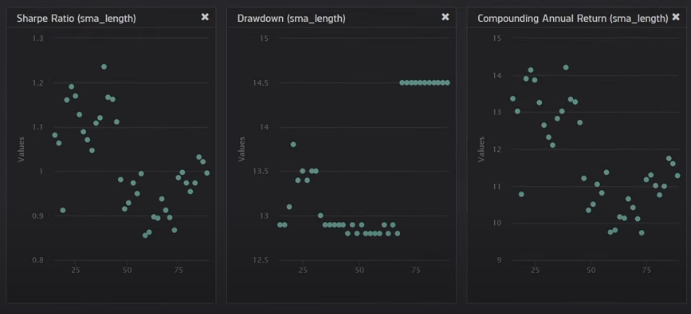 Sharpe Ratio (sma_length) ✖
Values
1.3
1.2
1.1
1
0.9
0.8
25 50 75
Drawdown (sma_length) ✖
Values
15
14.5
14
13.5
13
12.5
25 50 75
Compounding Annual Return (sma_length) ✖
Values
15
14
13
12
11
10
9
25 50 75